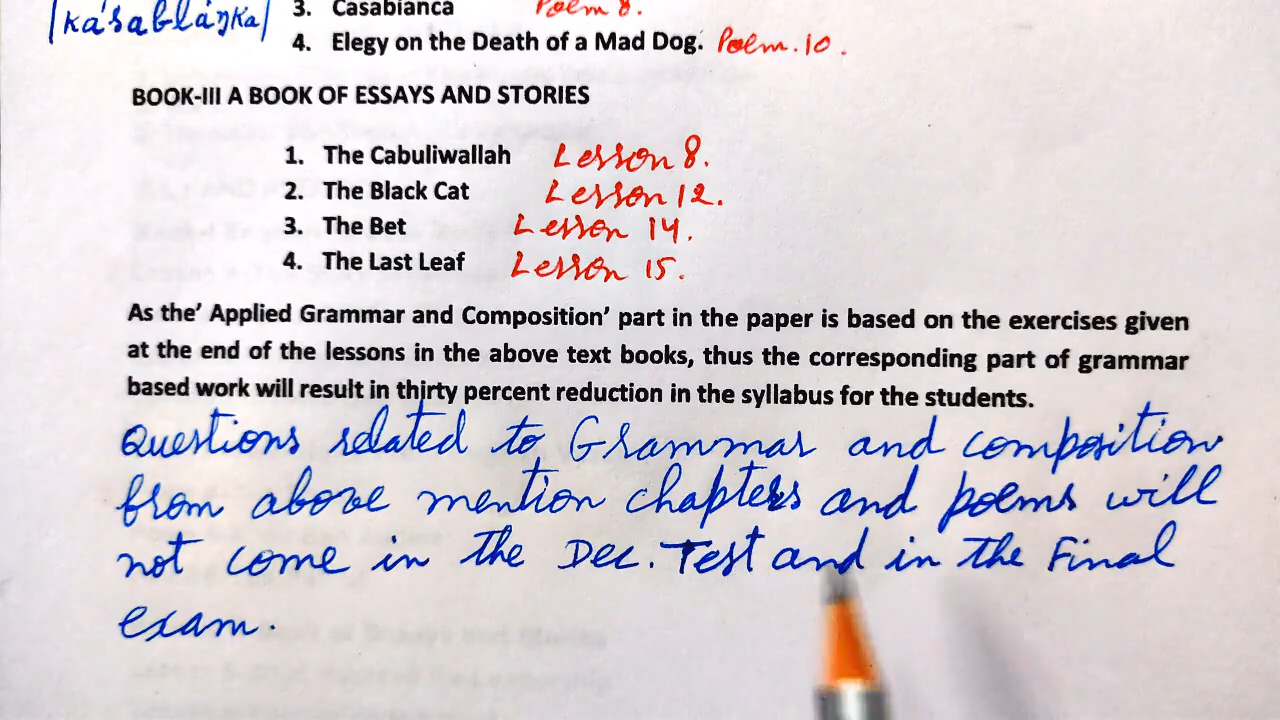 3. Casabianca Poem 8.
/kásablánka/
4. Elegy on the Death of a Mad Dog. Poem.10.
BOOK-III A BOOK OF ESSAYS AND STORIES
1. The Cabuliwallah Lesson 8.
2. The Black Cat Lesson 12.
3. The Bet Lesson 14.
4. The Last Leaf Lesson 15.
As the’ Applied Grammar and Composition’ part in the paper is based on the exercises given
at the end of the lessons in the above text books, thus the corresponding part of grammar
based work will result in thirty percent reduction in the syllabus for the students.
Questions related to Grammar and composition
from above mention chapters and poems will
not come in the Dec. Test and in the Final
exam.